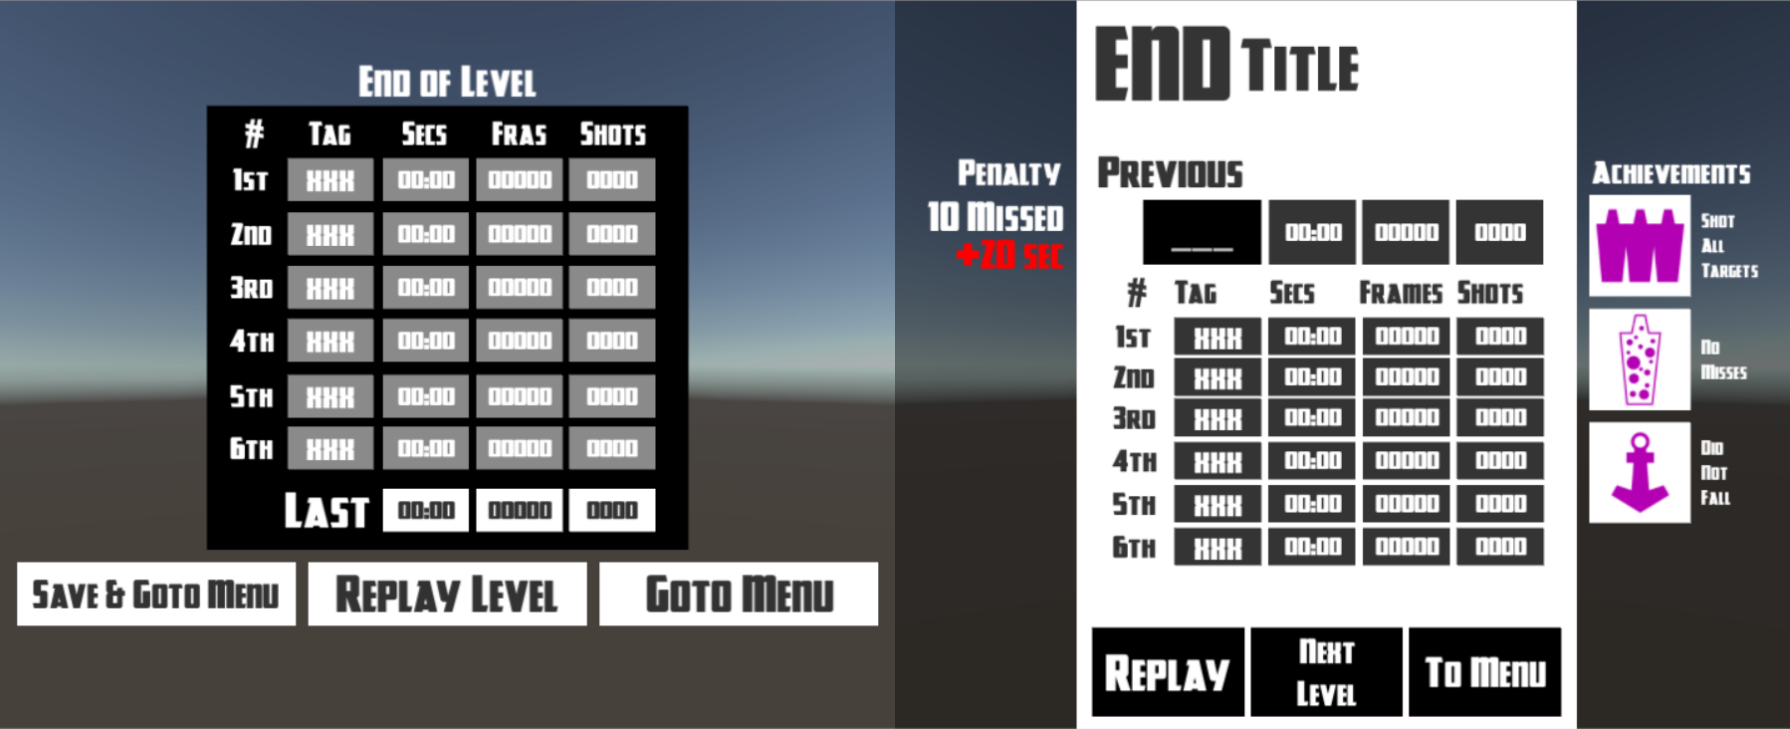 End of Level
# Tag Secs Fras Shots
1st XXX 00:00 00000 0000
2nd XXX 00:00 00000 0000
3rd XXX 00:00 00000 0000
4th XXX 00:00 00000 0000
5th XXX 00:00 00000 0000
6th XXX 00:00 00000 0000
Last 00:00 00000 0000
Save & Goto Menu
Replay Level
Goto Menu
Penalty
10 Missed
+20 sec
END Title
Previous
___ 00:00 00000 0000
# Tag Secs Frames Shots
1st XXX 00:00 00000 0000
2nd XXX 00:00 00000 0000
3rd XXX 00:00 00000 0000
4th XXX 00:00 00000 0000
5th XXX 00:00 00000 0000
6th XXX 00:00 00000 0000
Replay
Next
Level
To Menu
Achievements
Shot
All
Targets
No
Misses
Did
Not
Fall